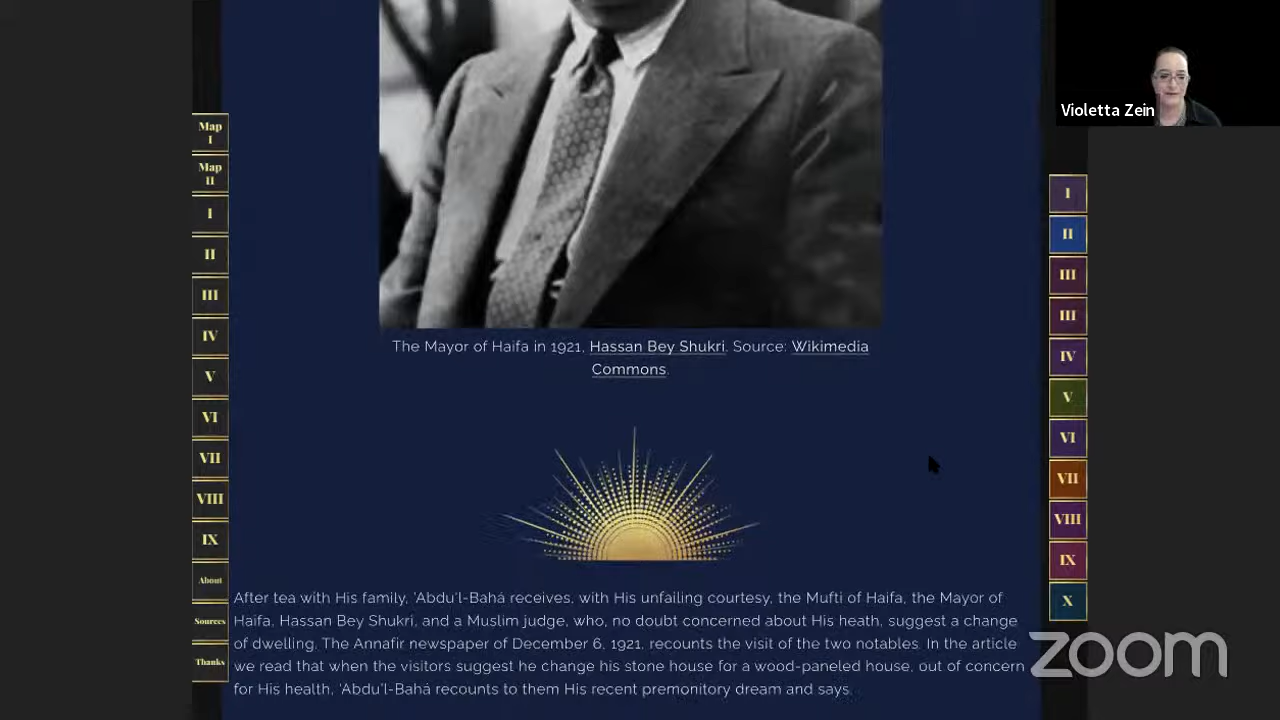 Violetta Zein
Map
I
Map
II
I
II
III
IV
V
VI
VII
VIII
IX
About
Sources
Thanks
The Mayor of Haifa in 1921, Hassan Bey Shukri. Source: Wikimedia
Commons.
After tea with His family, ‘Abdu’l-Bahá receives, with His unfailing courtesy, the Mufti of Haifa, the Mayor of
Haifa, Hassan Bey Shukri, and a Muslim judge, who, no doubt concerned about His heath, suggest a change
of dwelling. The Annafir newspaper of December 6, 1921, recounts the visit of the two notables. In the article
we read that when the visitors suggest he change his stone house for a wood-paneled house, out of concern
for His health, ‘Abdu’l-Bahá recounts to them His recent premonitory dream and says.
I
II
III
III
IV
V
VI
VII
VIII
IX
X
zoom